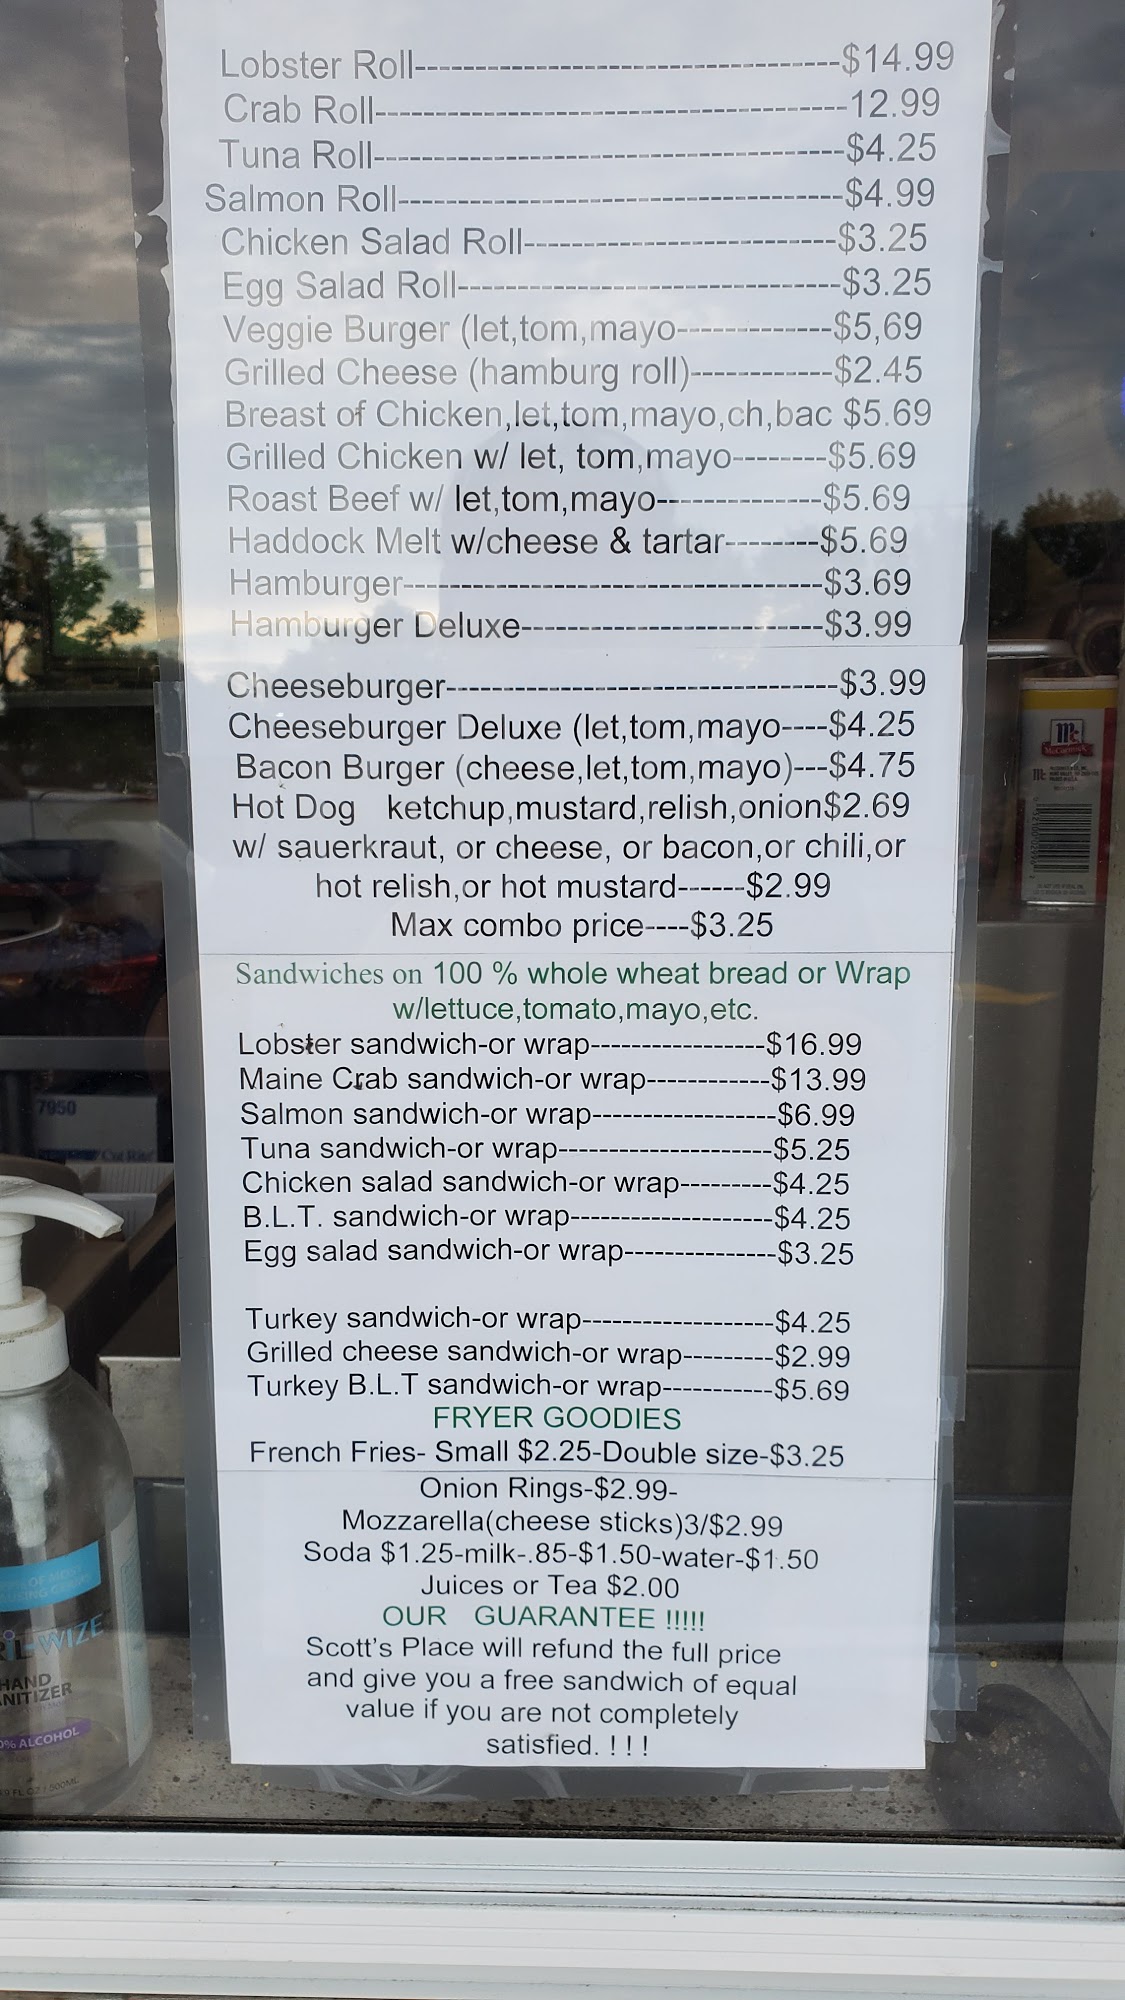 Lobster Roll-----------------------------------$14.99
Crab Roll---------------------------------------12.99
Tuna Roll---------------------------------------$4.25
Salmon Roll-------------------------------------$4.99
Chicken Salad Roll--------------------------$3.25
Egg Salad Roll--------------------------------$3.25
Veggie Burger (let,tom,mayo-------------$5,69
Grilled Cheese (hamburg roll)------------$2.45
Breast of Chicken,let,tom,mayo,ch,bac $5.69
Grilled Chicken w/ let, tom,mayo--------$5.69
Roast Beef w/ let,tom,mayo--------------$5.69
Haddock Melt w/cheese & tartar--------$5.69
Hamburger-----------------------------------$3.69
Hamburger Deluxe-------------------------$3.99
Cheeseburger---------------------------------$3.99
Cheeseburger Deluxe (let,tom,mayo----$4.25
Bacon Burger (cheese,let,tom,mayo)---$4.75
Hot Dog ketchup,mustard,relish,onion$2.69
w/ sauerkraut, or cheese, or bacon,or chili,or
hot relish,or hot mustard------$2.99
Max combo price----$3.25
Sandwiches on 100 % whole wheat bread or Wrap
w/lettuce,tomato,mayo,etc.
Lobster sandwich-or wrap-----------------$16.99
Maine Crab sandwich-or wrap------------$13.99
Salmon sandwich-or wrap------------------$6.99
Tuna sandwich-or wrap---------------------$5.25
Chicken salad sandwich-or wrap---------$4.25
B.L.T. sandwich-or wrap--------------------$4.25
Egg salad sandwich-or wrap---------------$3.25
Turkey sandwich-or wrap-------------------$4.25
Grilled cheese sandwich-or wrap---------$2.99
Turkey B.L.T sandwich-or wrap-----------$5.69
FRYER GOODIES
French Fries- Small $2.25-Double size-$3.25
Onion Rings-$2.99-
Mozzarella(cheese sticks)3/$2.99
Soda $1.25-milk-.85-$1.50-water-$1.50
Juices or Tea $2.00
OUR GUARANTEE !!!!!
Scott's Place will refund the full price
and give you a free sandwich of equal
value if you are not completely
satisfied. ! ! !
McCormick
7950
WIZE
HAND
% ALCOHOL